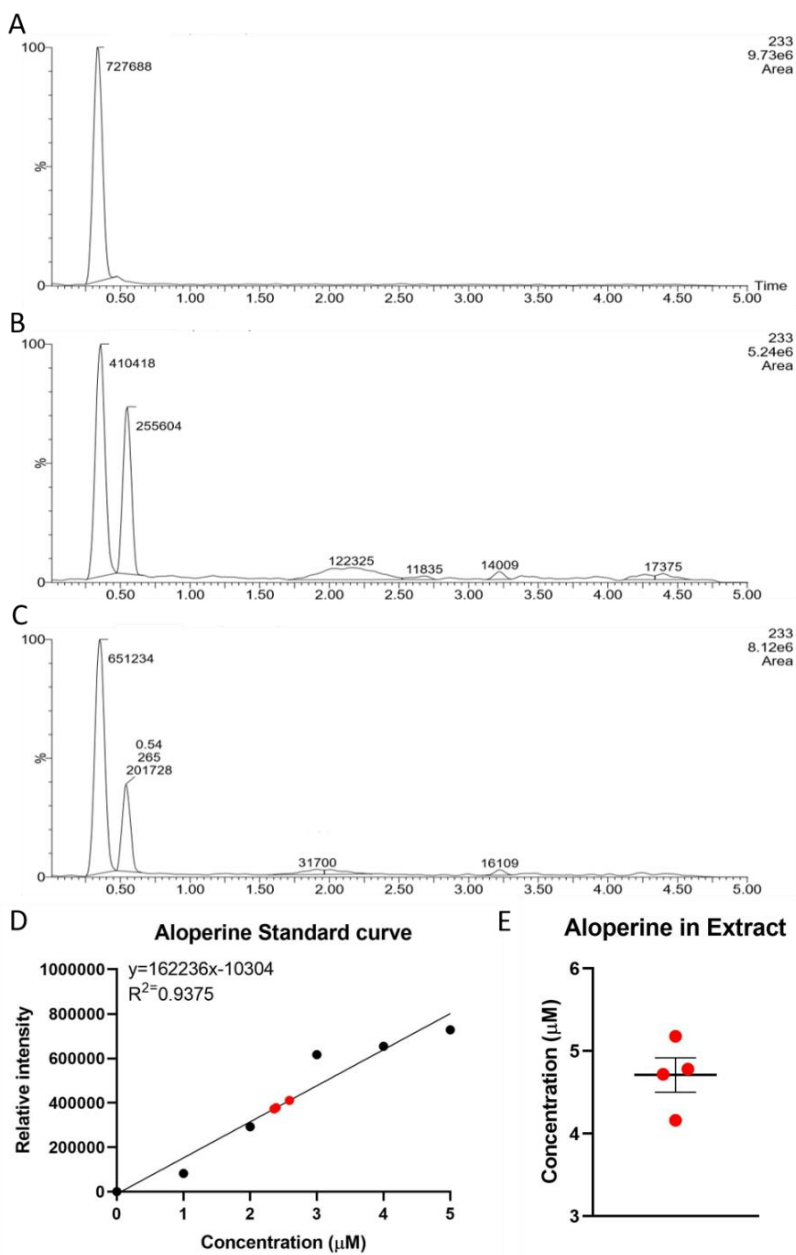 A
100
%
0
727688
233
9.73e6
Area
0.50 1.00 1.50 2.00 2.50 3.00 3.50 4.00 4.50 5.00
Time
B
100
%
0
410418
255604
122325
11835
14009
17375
233
5.24e6
Area
0.50 1.00 1.50 2.00 2.50 3.00 3.50 4.00 4.50 5.00
C
100
%
0
651234
0.54
265
201728
31700
16109
233
8.12e6
Area
0.50 1.00 1.50 2.00 2.50 3.00 3.50 4.00 4.50 5.00
D
Aloperine Standard curve
y=162236x-10304
R2=0.9375
Relative intensity
1000000
800000
600000
400000
200000
0
0 1 2 3 4 5
Concentration (μM)
E
Aloperine in Extract
Concentration (μM)
6
5
4
3